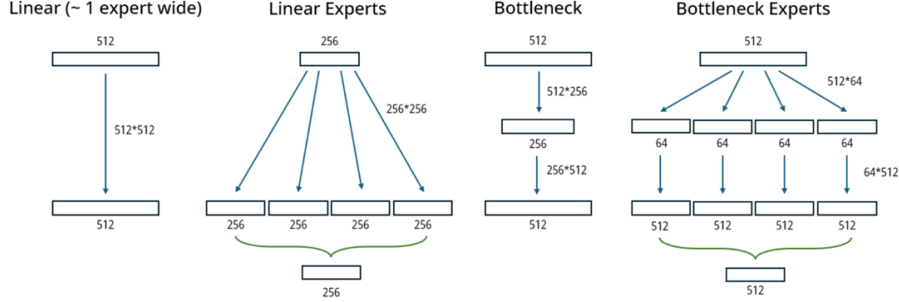 Linear (~ 1 expert wide)
512
512*512
512
Linear Experts
256
256*256
256 256 256 256
256
Bottleneck
512
512*256
256
256*512
512
Bottleneck Experts
512
512*64
64 64 64 64
64*512
512 512 512 512
512